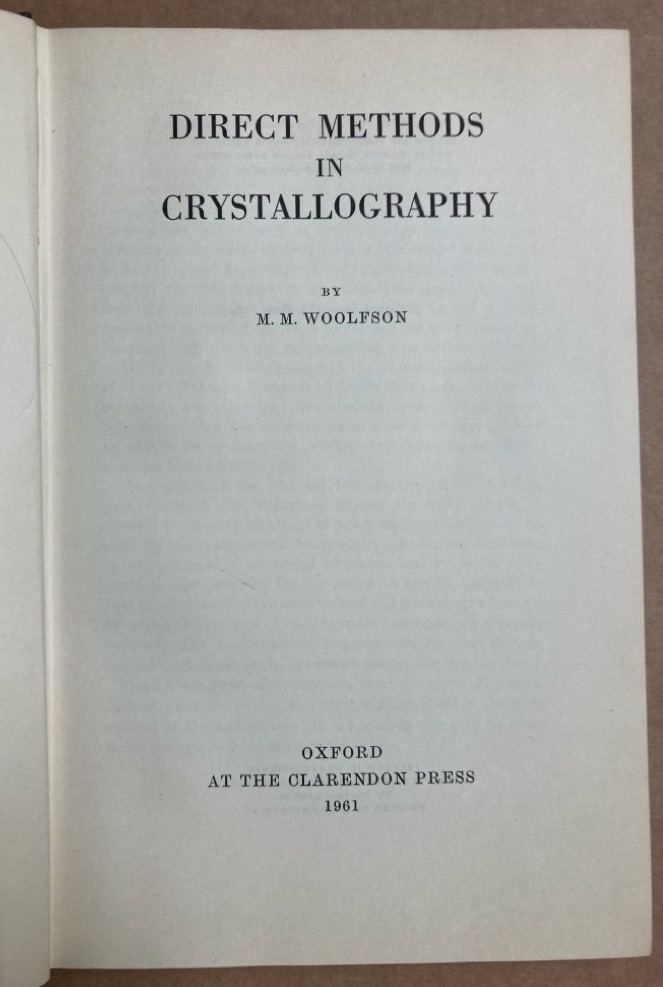 DIRECT METHODS
IN
CRYSTALLOGRAPHY
BY
M. M. WOOLFSON
OXFORD
AT THE CLARENDON PRESS
1961